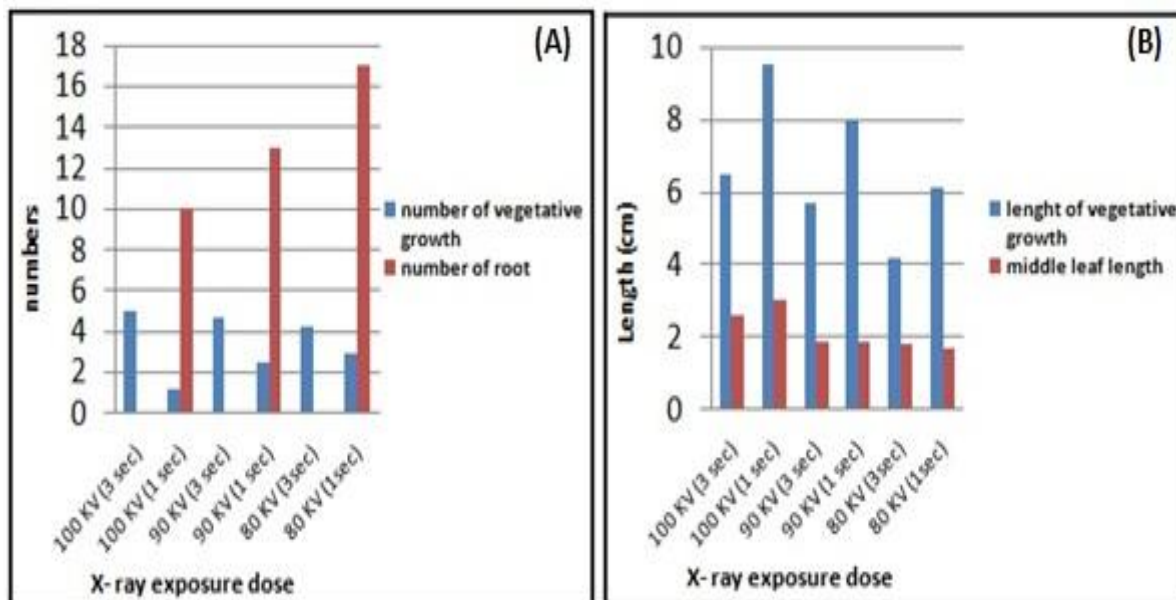 (A)
18
16
14
12
10
8
6
4
2
0
numbers
number of vegetative
growth
number of root
100 KV (3 sec)
100 KV (1 sec)
90 KV (3 sec)
90 KV (1 sec)
80 KV (3sec)
80 KV (1sec)
X- ray exposure dose
(B)
10
8
6
4
2
0
Length (cm)
lenght of vegetative
growth
middle leaf length
100 KV (3 sec)
100 KV (1 sec)
90 KV (3 sec)
90 KV (1 sec)
80 KV (3sec)
80 KV (1sec)
X- ray exposure dose